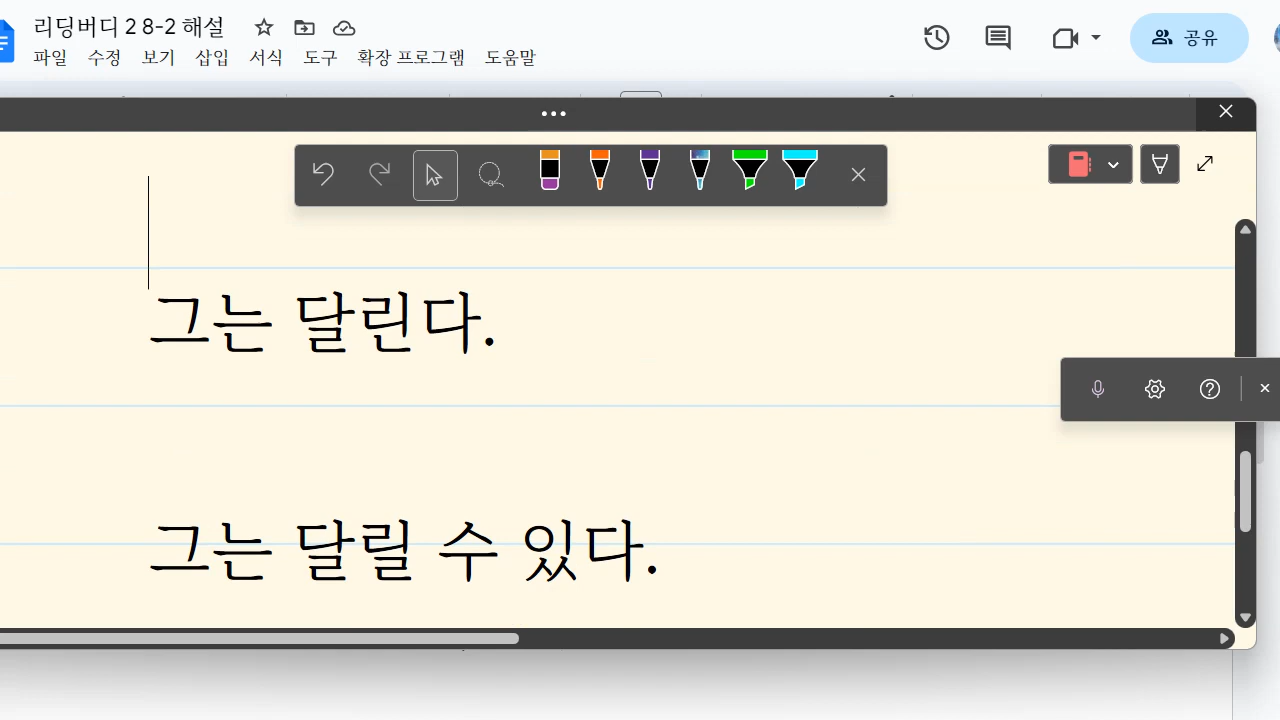 리딩버디 2 8-2 해설
파일 수정 보기 삽입 서식 도구 확장 프로그램 도움말
공유
그는 달린다.
그는 달릴 수 있다.